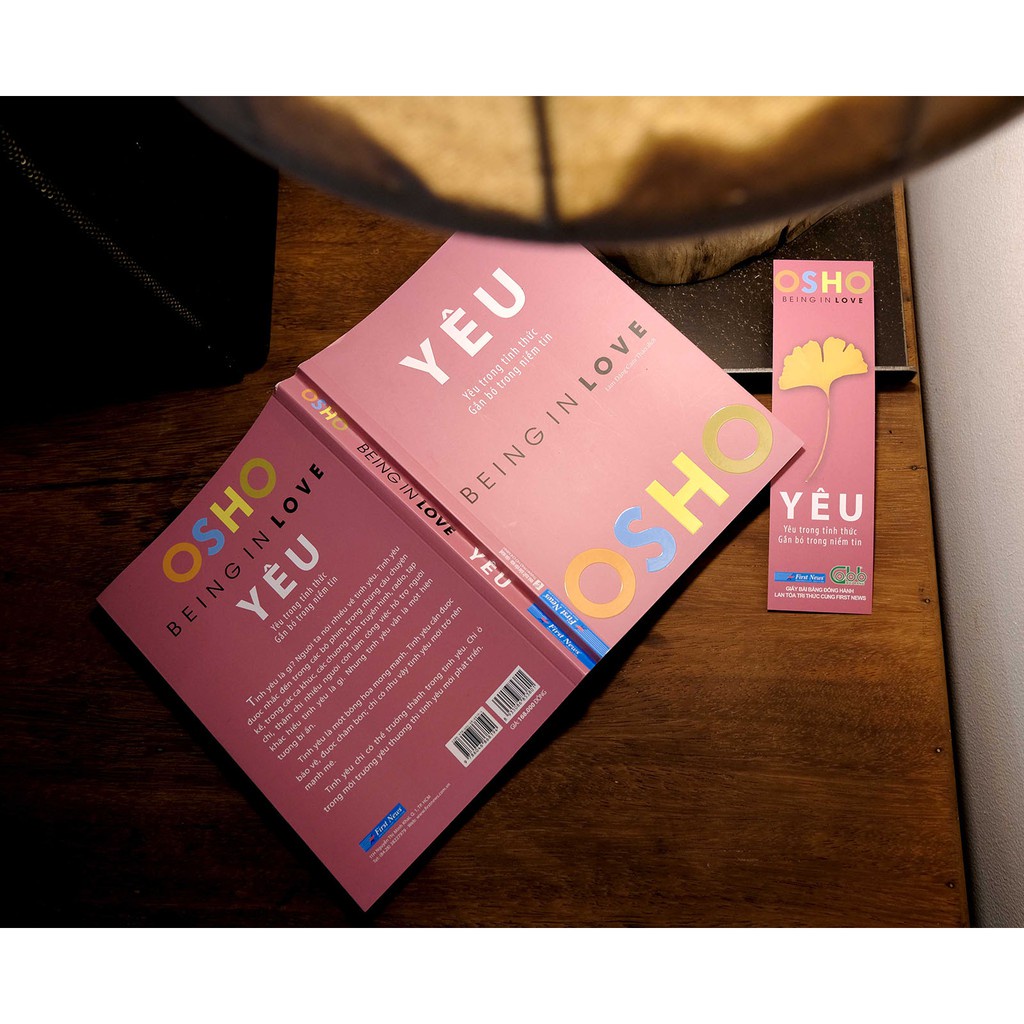 YÊU
Yêu trong tỉnh thức
Gắn bó trong niềm tin
BEING IN LOVE
OSHO
OSHO
BEING IN LOVE
YÊU
First News
First News
OSHO
BEING IN LOVE
YÊU
Yêu trong tỉnh thức
Gắn bó trong niềm tin
Tình yêu là gì? Người ta nói nhiều về tình yêu. Tình yêu
được nhắc đến trong các bộ phim, trong những câu chuyện
kể, trong các ca khúc, các chương trình truyền hình, radio, tạp
chí, thậm chí nhiều người còn làm công việc hỗ trợ người
khác hiểu tình yêu là gì. Nhưng tình yêu vẫn là một hiện
tượng bí ẩn.
Tình yêu là một bông hoa mong manh. Tình yêu cần được
bảo vệ, được chăm bón; chỉ có như vậy tình yêu mới trở nên
mạnh mẽ.
Tình yêu chỉ có thể trưởng thành trong tình yêu. Chỉ ở
trong môi trường yêu thương thì tình yêu mới phát triển.
GIÁ 168.000 ĐỒNG
First News
OSHO
BEING IN LOVE
YÊU
Yêu trong tỉnh thức
Gắn bó trong niềm tin
First News
GIẤY BÃI BẰNG ĐỒNG HÀNH
LAN TỎA TRI THỨC CÙNG FIRST NEWS